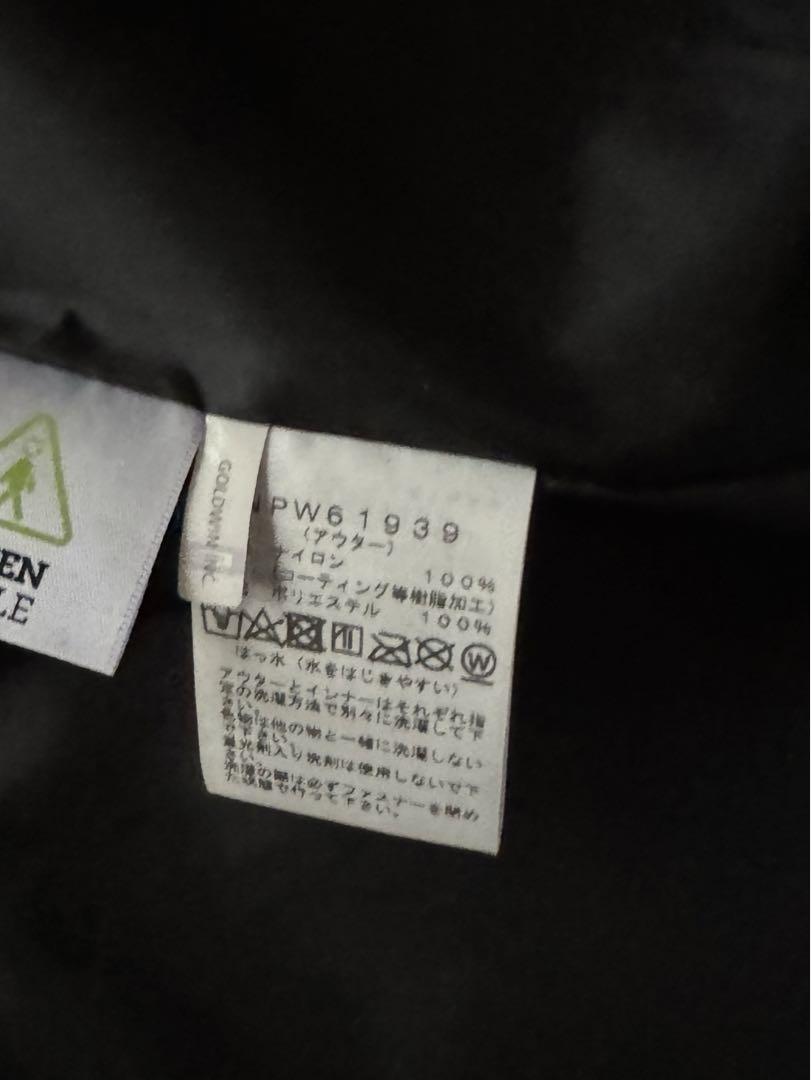 EN
LE
GOLDWIN INC.
PW61939
(アウター)
ナイロン 100%
(コーティング等樹脂加工)
ポリエステル 100%
W
はっ水(水をはじきやすい)
アウターとインナーはそれぞれ指
定の洗濯方法で別々に洗濯して下
さい。
色物は他の物と一緒に洗濯しない
で下さい。
蛍光剤入り洗剤は使用しないで下
さい。
洗濯の際は必ずファスナーを閉め
た状態で行って下さい。